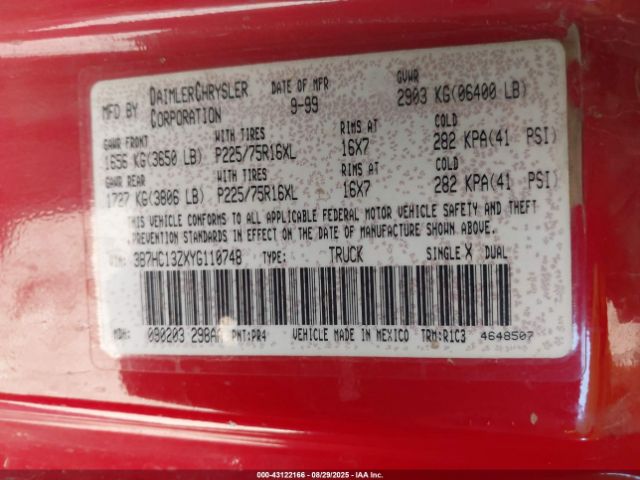 MFD BY DAIMLERCHRYSLER CORPORATION DATE OF MFR 9-99 GVWR 2903 KG(06400 LB)
GAWR FRONT WITH TIRES RIMS AT COLD
1656 KG(3650 LB) P225/75R16XL 16X7 282 KPA(41 PSI)
GAWR REAR WITH TIRES RIMS AT COLD
1727 KG(3806 LB) P225/75R16XL 16X7 282 KPA(41 PSI)
THIS VEHICLE CONFORMS TO ALL APPLICABLE FEDERAL MOTOR VEHICLE SAFETY AND THEFT
PREVENTION STANDARDS IN EFFECT ON THE DATE OF MANUFACTURE SHOWN ABOVE.
VIN: 3B7HC13ZXYG110748 TYPE: TRUCK SINGLE X DUAL
MDH: 090203 298AA PNT:PR4 VEHICLE MADE IN MEXICO TRM:R1C3 4648507
000-43122166 - 08/29/2025 - IAA Inc.